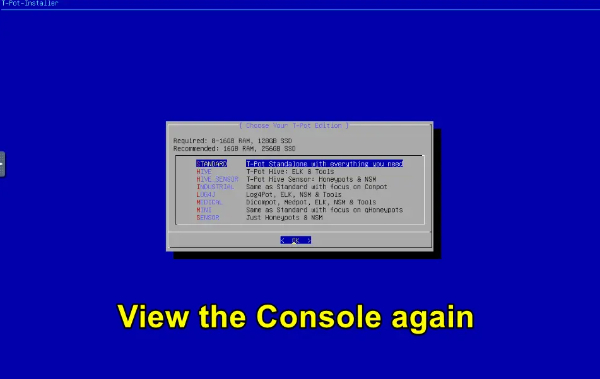 T-Pot-Installer
[ Choose Your T-Pot Edition ]
Required: 8-16GB RAM, 128GB SSD
Recommended: 16GB RAM, 256GB SSD
STANDARD T-Pot Standalone with everything you need
HIVE T-Pot Hive: ELK & Tools
HIVE_SENSOR T-Pot Hive Sensor: Honeypots & NSM
INDUSTRIAL Same as Standard with focus on Conpot
LOG4J Log4Pot, ELK, NSM & Tools
MEDICAL Dicompot, Medpot, ELK, NSM & Tools
MINI Same as Standard with focus on qHoneypots
SENSOR Just Honeypots & NSM
< OK >
View the Console again